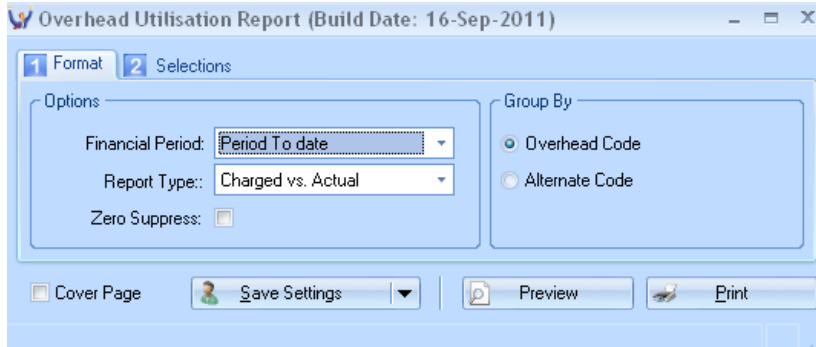 Overhead Utilisation Report (Build Date: 16-Sep-2011)
1 Format 2 Selections
Options
Financial Period: Period To date
Report Type:: Charged vs. Actual
Zero Suppress:
Group By
Overhead Code
Alternate Code
Cover Page Save Settings Preview Print